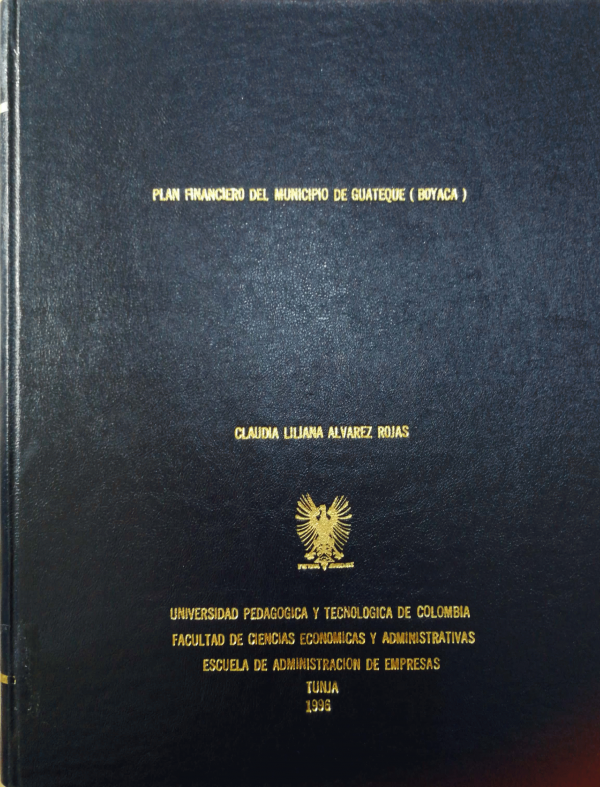 PLAN FINANCIERO DEL MUNICIPIO DE GUATEQUE ( BOYACA )
CLAUDIA LILIANA ALVAREZ ROJAS
UNIVERSIDAD PEDAGOGICA Y TECNOLOGICA DE COLOMBIA
FACULTAD DE CIENCIAS ECONOMICAS Y ADMINISTRATIVAS
ESCUELA DE ADMINISTRACION DE EMPRESAS
TUNJA
1996